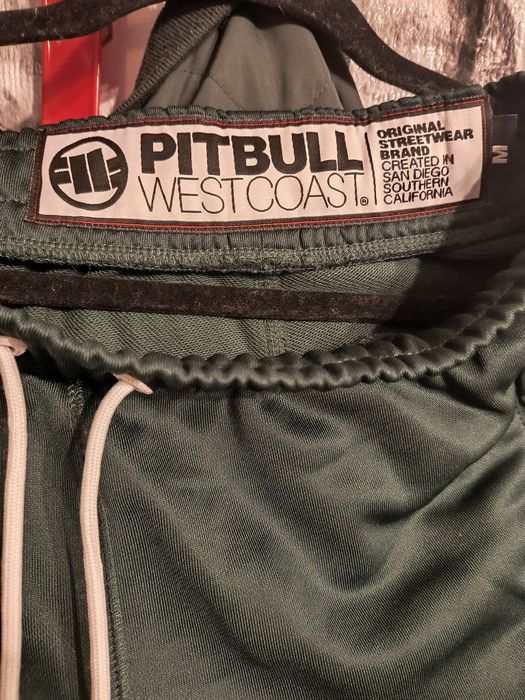 PITBULL
WESTCOAST®
ORIGINAL
STREETWEAR
BRAND
CREATED IN
SAN DIEGO
SOUTHERN
CALIFORNIA
M